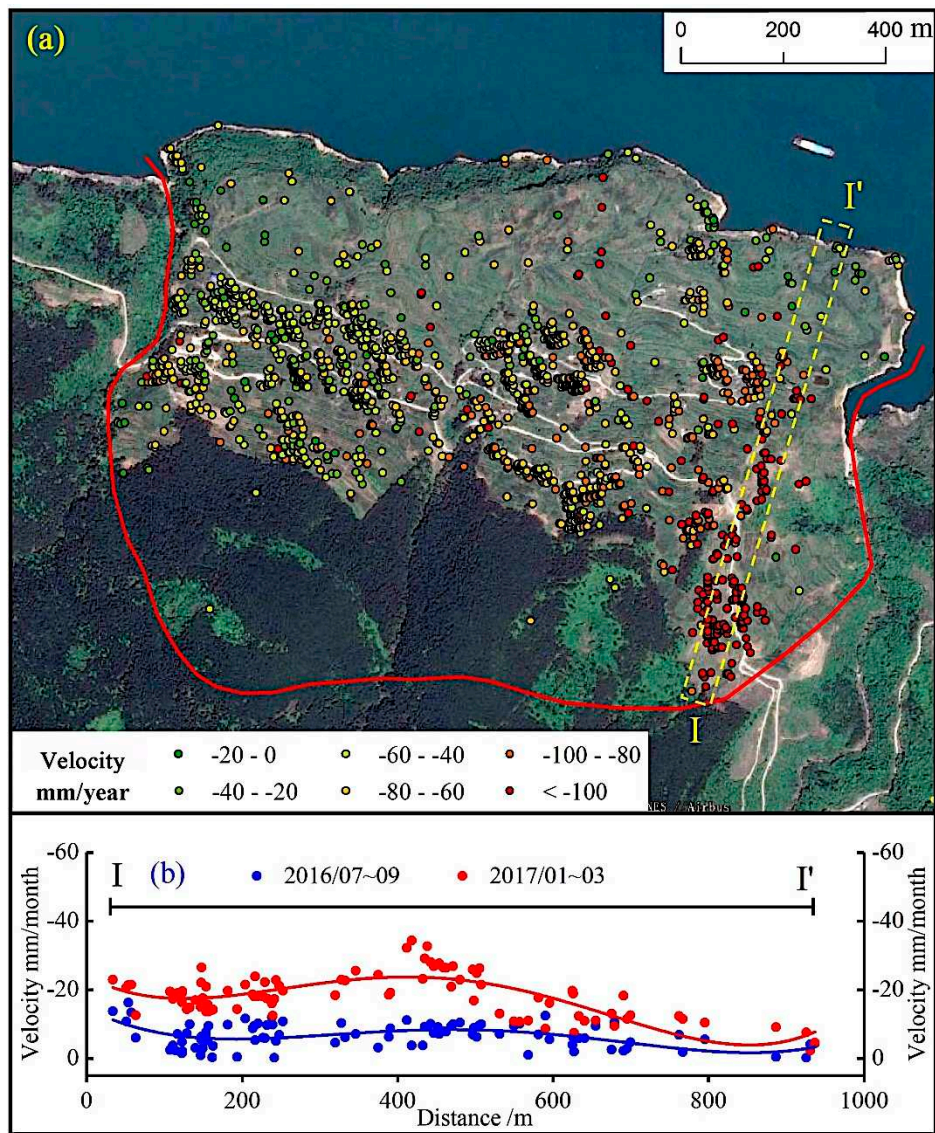 (a)
0 200 400 m
I'
I
Velocity
mm/year
-20 - 0
-40 - -20
-60 - -40
-80 - -60
-100 - -80
< -100
/ Airbus
I (b) 2016/07~09 2017/01~03 I'
Velocity mm/month
-60
-40
-20
0
Velocity mm/month
-60
-40
-20
0
0 200 400 600 800 1000
Distance /m